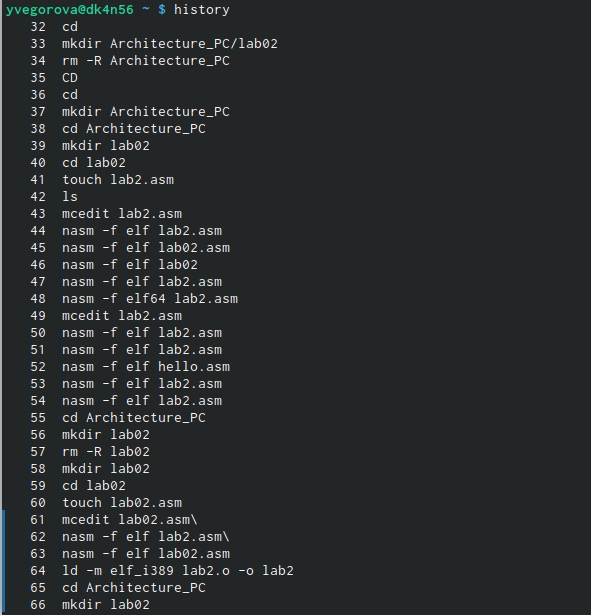 yvegorova@dk4n56 ~ $ history
32 cd
33 mkdir Architecture_PC/lab02
34 rm -R Architecture_PC
35 CD
36 cd
37 mkdir Architecture_PC
38 cd Architecture_PC
39 mkdir lab02
40 cd lab02
41 touch lab2.asm
42 ls
43 mcedit lab2.asm
44 nasm -f elf lab2.asm
45 nasm -f elf lab02.asm
46 nasm -f elf lab02
47 nasm -f elf lab2.asm
48 nasm -f elf64 lab2.asm
49 mcedit lab2.asm
50 nasm -f elf lab2.asm
51 nasm -f elf lab2.asm
52 nasm -f elf hello.asm
53 nasm -f elf lab2.asm
54 nasm -f elf lab2.asm
55 cd Architecture_PC
56 mkdir lab02
57 rm -R lab02
58 mkdir lab02
59 cd lab02
60 touch lab02.asm
61 mcedit lab02.asm\
62 nasm -f elf lab2.asm\
63 nasm -f elf lab02.asm
64 ld -m elf_i389 lab2.o -o lab2
65 cd Architecture_PC
66 mkdir lab02